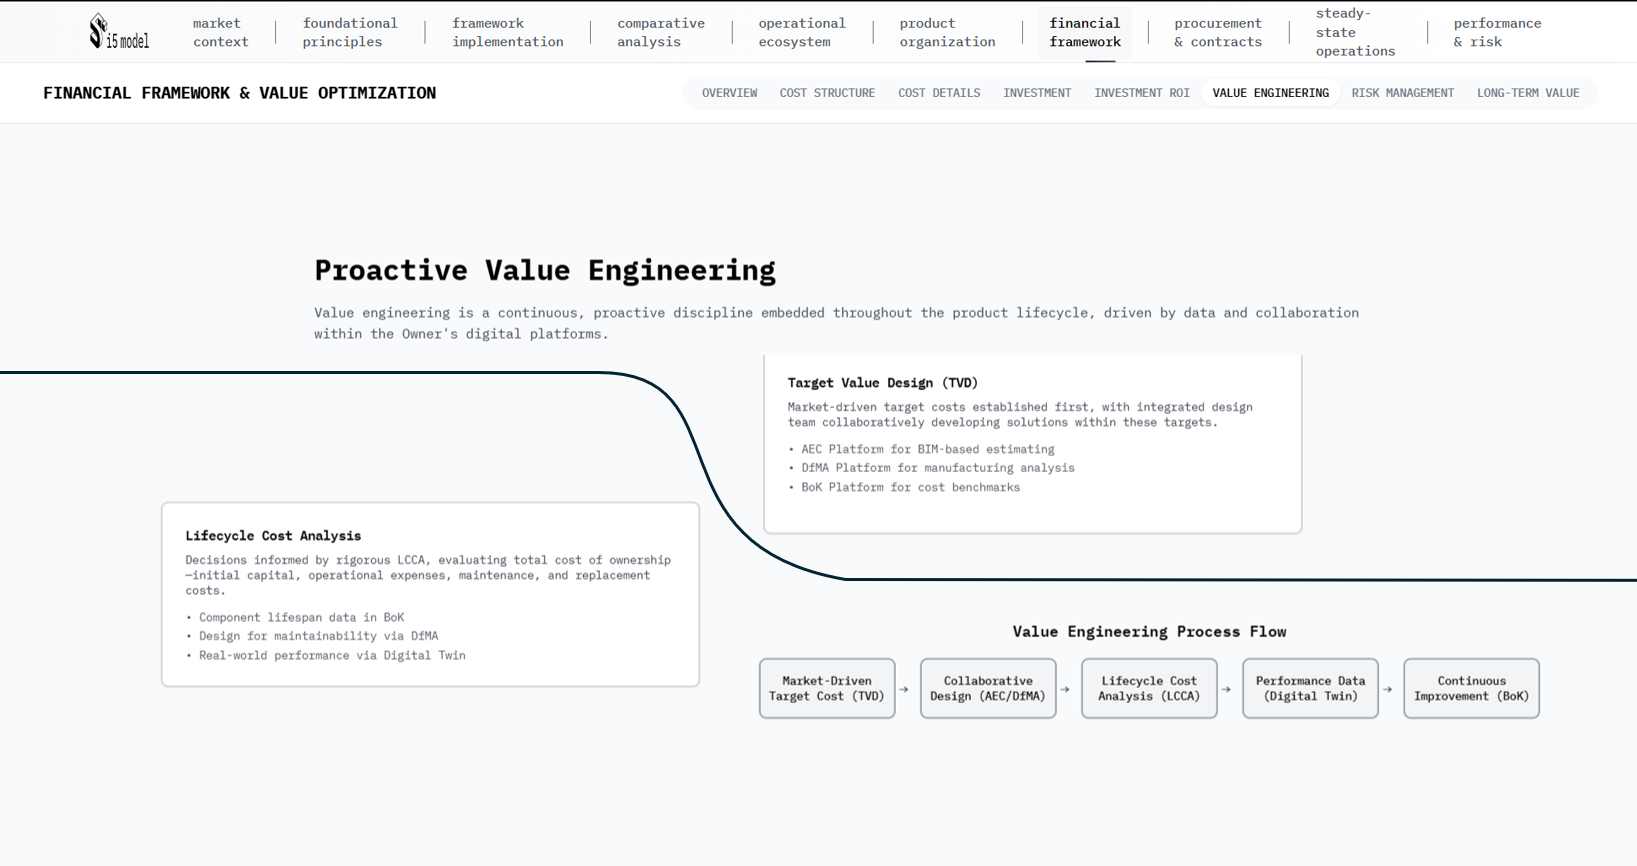 i5 model
market
context
foundational
principles
framework
implementation
comparative
analysis
operational
ecosystem
product
organization
financial
framework
procurement
& contracts
steady-
state
operations
performance
& risk
FINANCIAL FRAMEWORK & VALUE OPTIMIZATION
OVERVIEW
COST STRUCTURE
COST DETAILS
INVESTMENT
INVESTMENT ROI
VALUE ENGINEERING
RISK MANAGEMENT
LONG-TERM VALUE
Proactive Value Engineering
Value engineering is a continuous, proactive discipline embedded throughout the product lifecycle, driven by data and collaboration
within the Owner's digital platforms.
Target Value Design (TVD)
Market-driven target costs established first, with integrated design
team collaboratively developing solutions within these targets.
• AEC Platform for BIM-based estimating
• DfMA Platform for manufacturing analysis
• BoK Platform for cost benchmarks
Lifecycle Cost Analysis
Decisions informed by rigorous LCCA, evaluating total cost of ownership
—initial capital, operational expenses, maintenance, and replacement
costs.
• Component lifespan data in BoK
• Design for maintainability via DfMA
• Real-world performance via Digital Twin
Value Engineering Process Flow
Market-Driven
Target Cost (TVD)
→
Collaborative
Design (AEC/DfMA)
→
Lifecycle Cost
Analysis (LCCA)
→
Performance Data
(Digital Twin)
→
Continuous
Improvement (BoK)